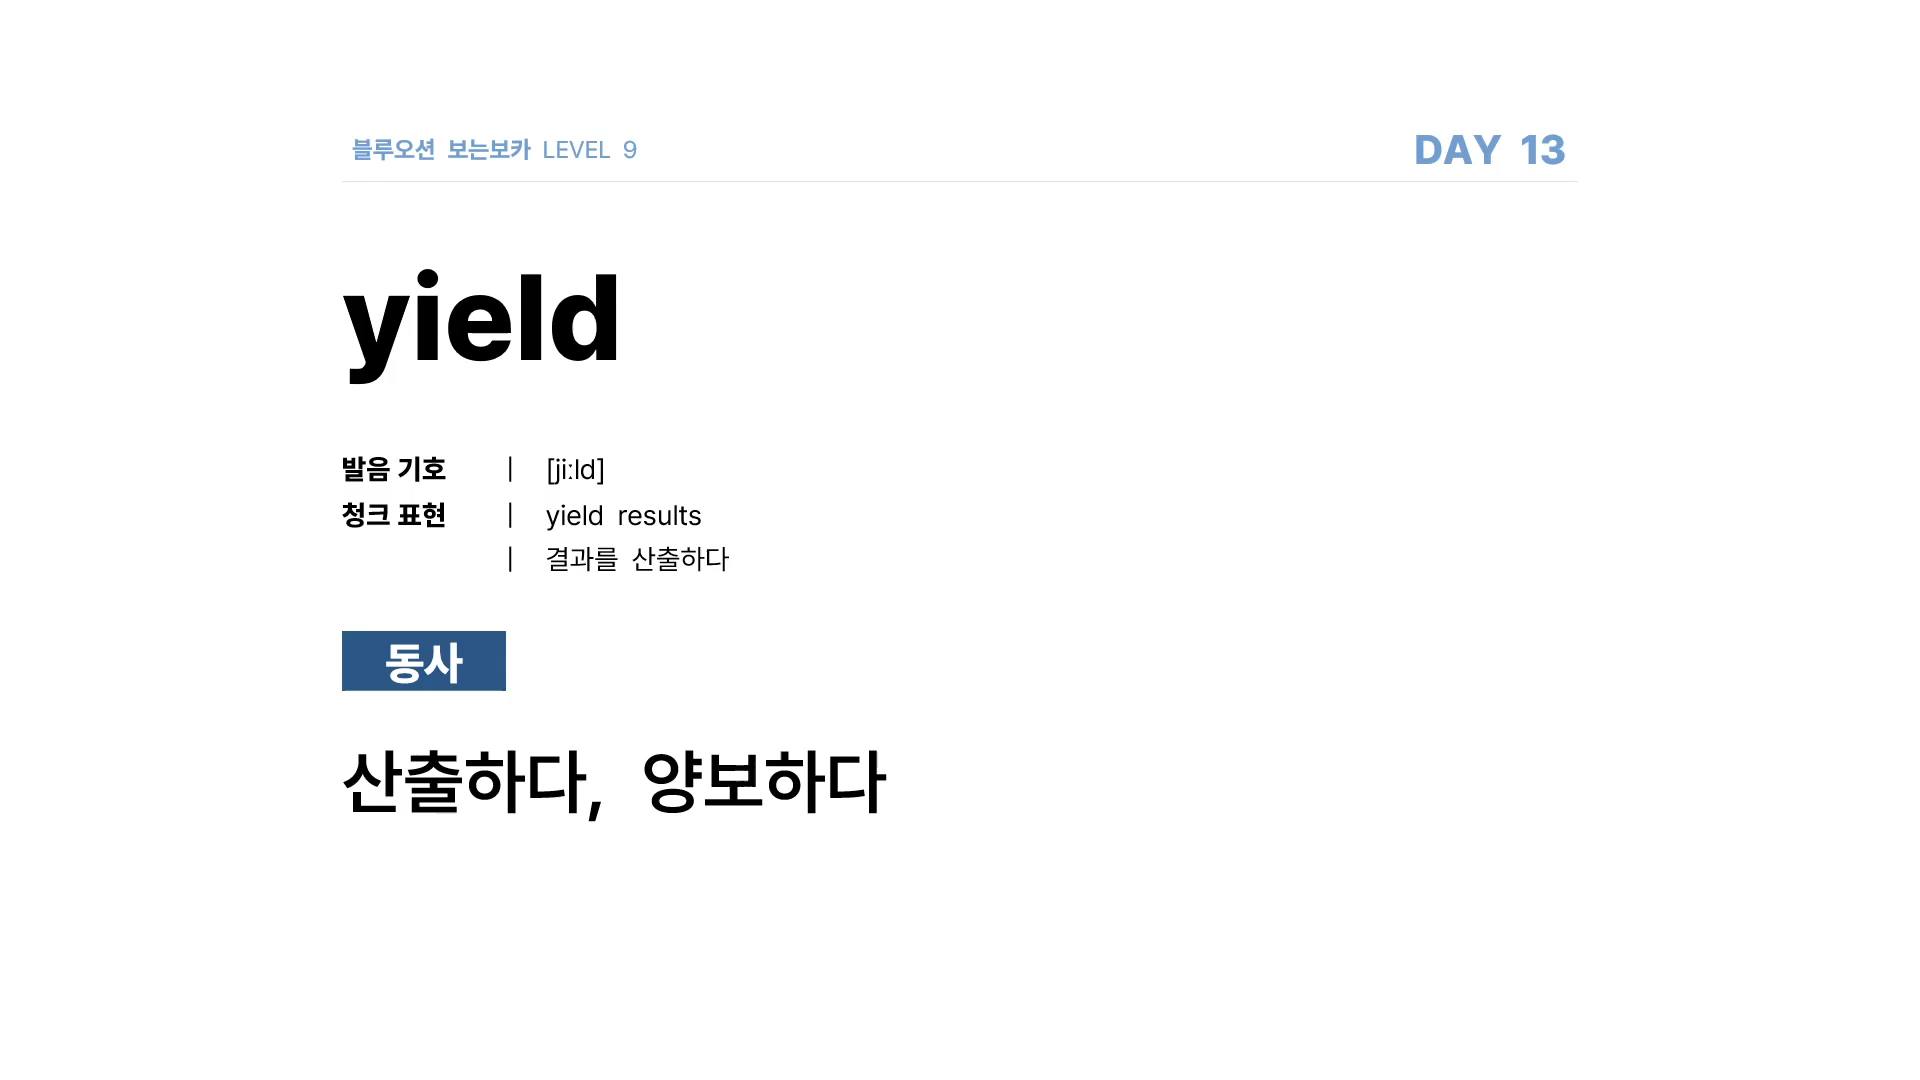 블루오션 보는보카 LEVEL 9
DAY 13
yield
발음 기호 | [jiːld]
청크 표현 | yield results
| 결과를 산출하다
동사
산출하다, 양보하다